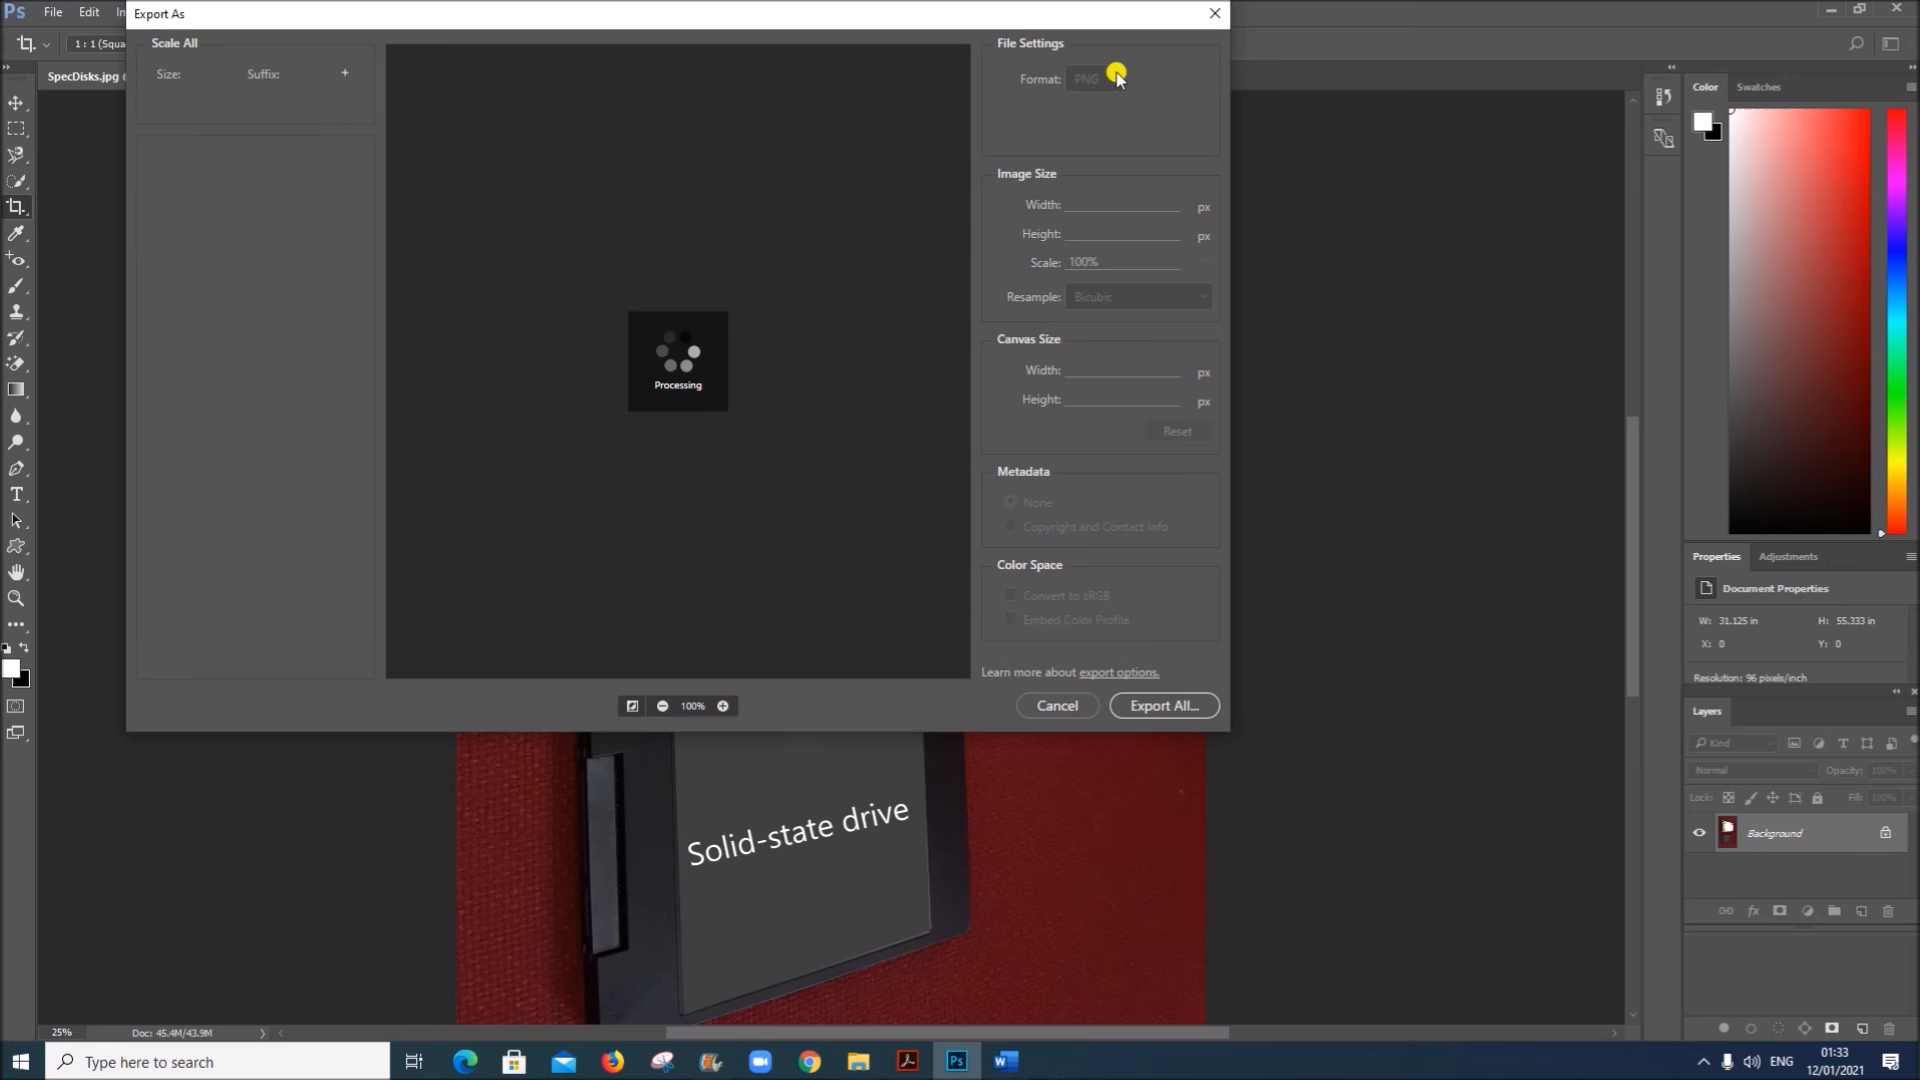 Ps File Edit In
Export As
1 : 1 (Squa
SpecDisks.jpg
Scale All
Size: Suffix: +
Processing
100%
File Settings
Format: PNG
Image Size
Width: px
Height: px
Scale: 100%
Resample: Bicubic
Canvas Size
Width: px
Height: px
Reset
Metadata
None
Copyright and Contact Info
Color Space
Convert to sRGB
Embed Color Profile
Learn more about export options.
Cancel Export All...
Solid-state drive
Color Swatches
Properties Adjustments
Document Properties
W: 31.125 in H: 55.333 in
X: 0 Y: 0
Resolution: 96 pixels/inch
Layers
Kind
Normal Opacity: 100%
Lock: Fill: 100%
Background
25% Doc: 45.4M/43.9M
Type here to search
Ps
ENG
01:33
12/01/2021